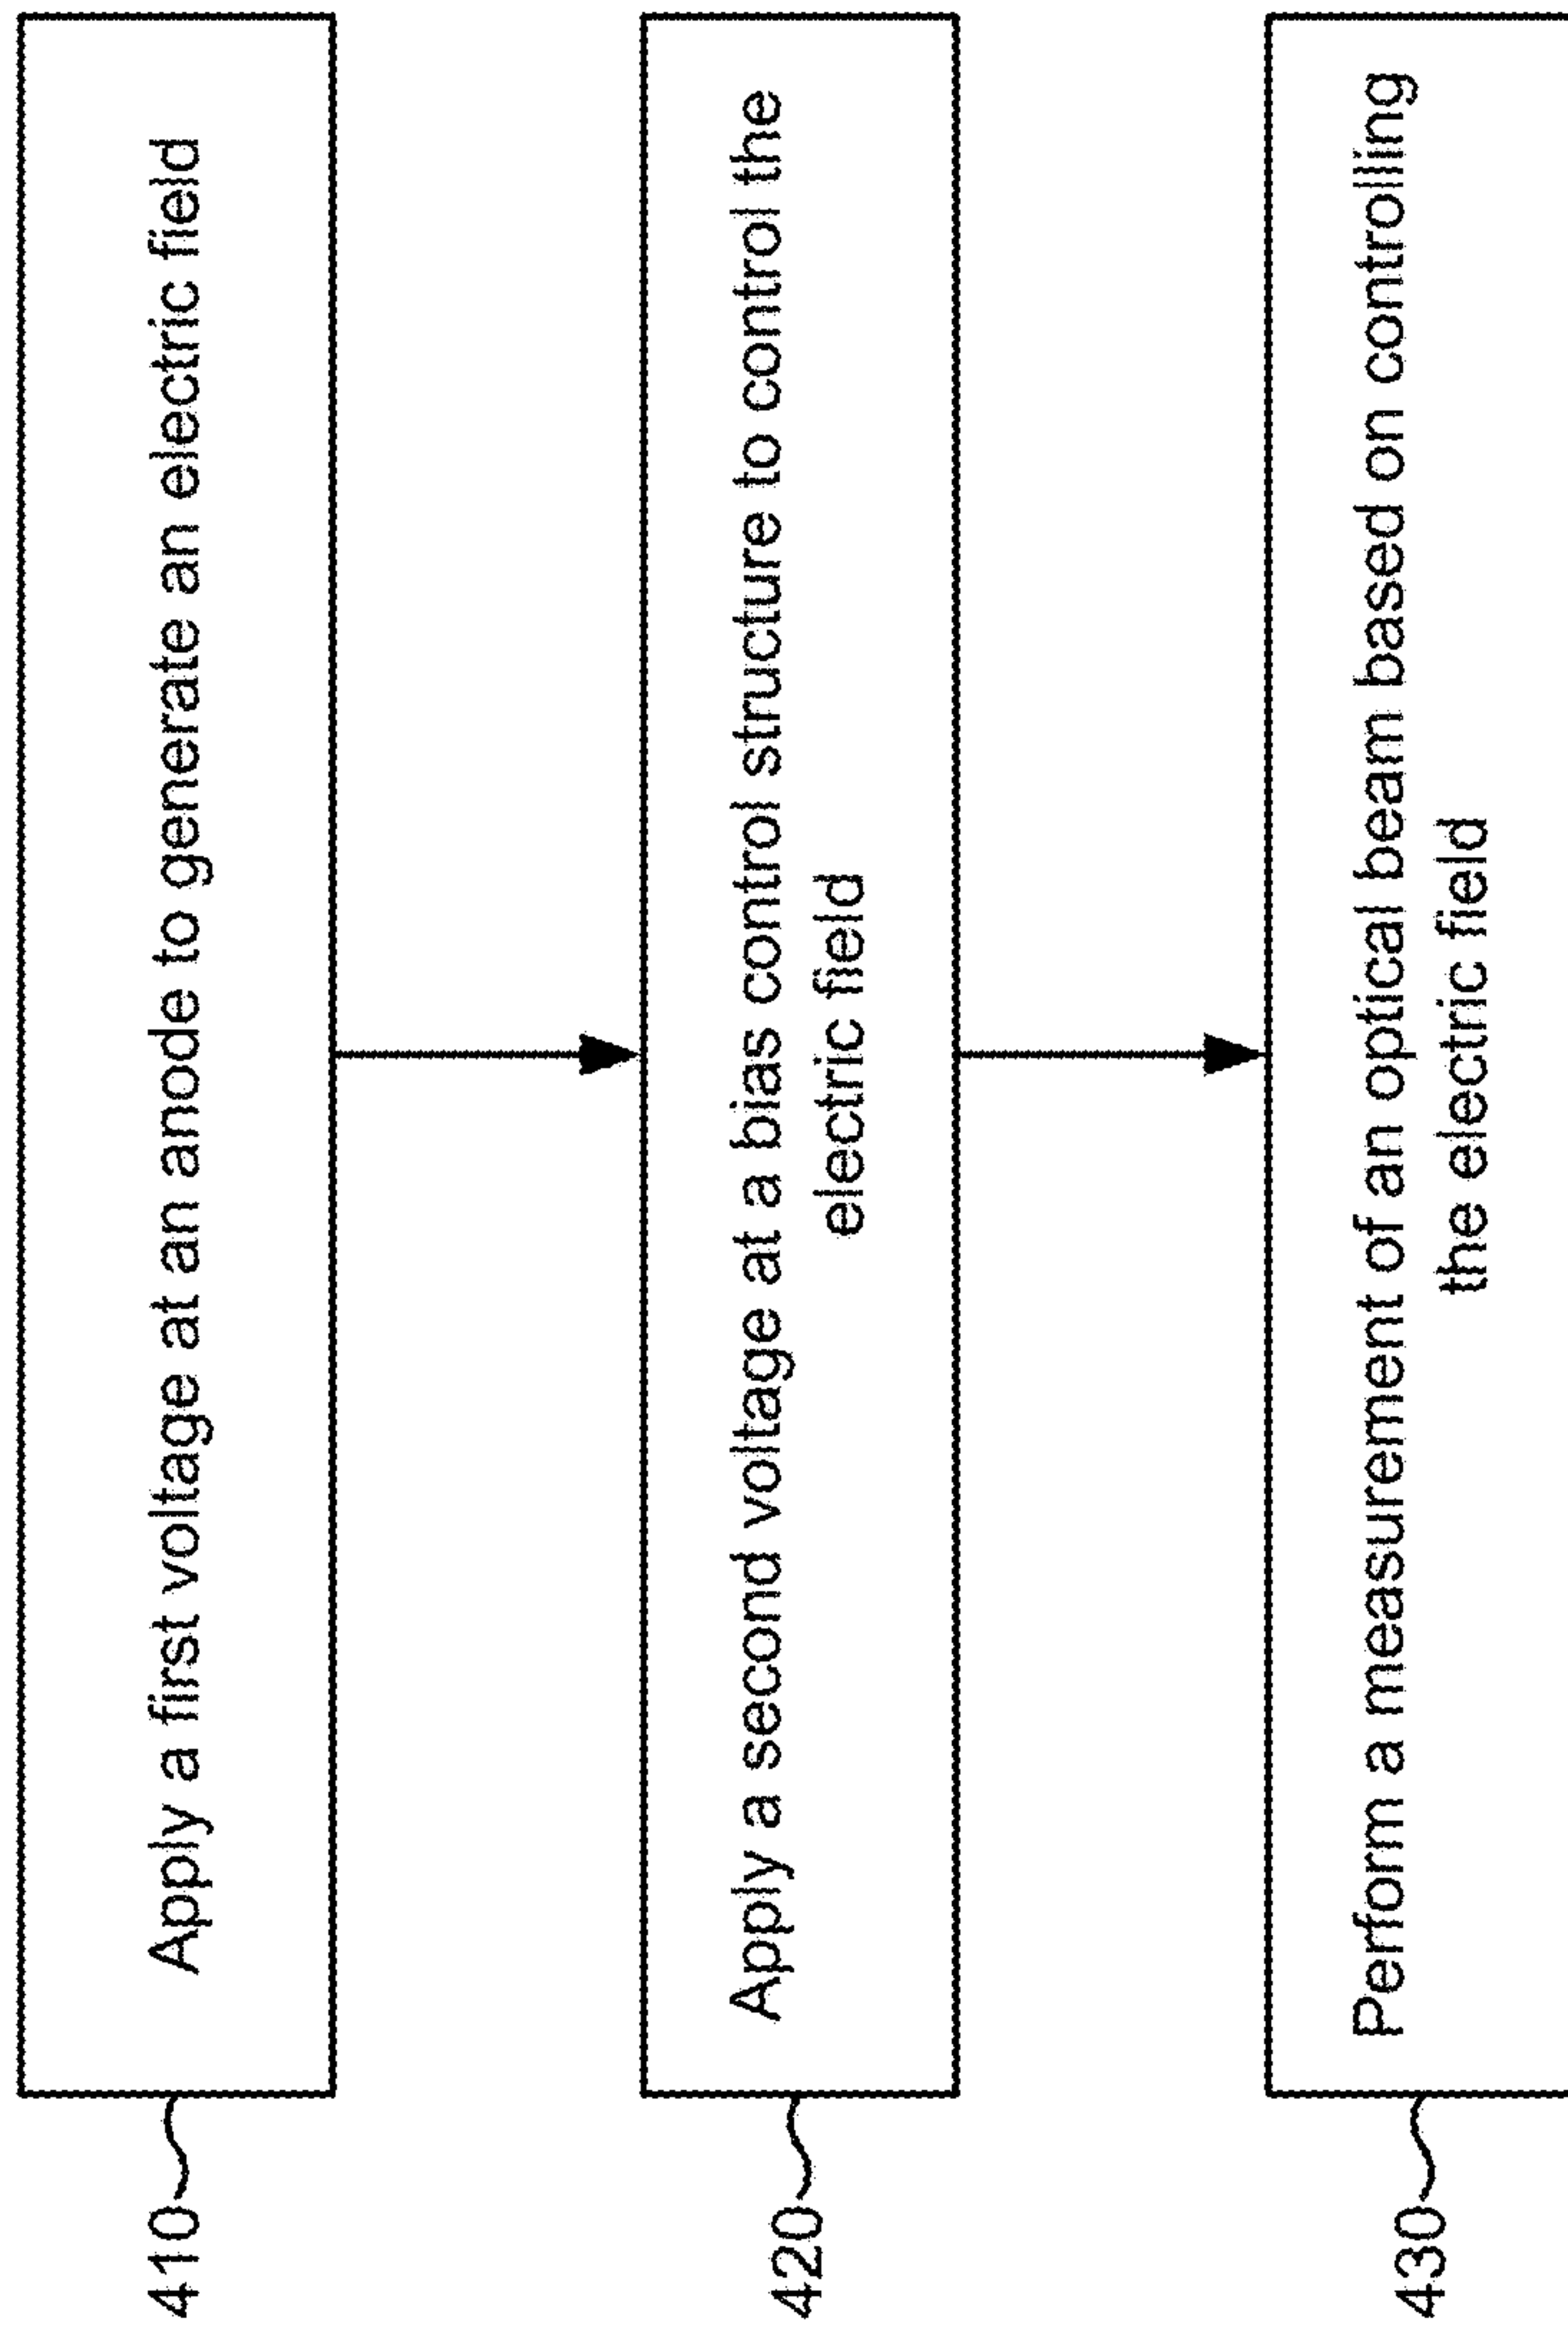 410
Apply a first voltage at an anode to generate an electric field
420
Apply a second voltage at a bias control structure to control the
electric field
430
Perform a measurement of an optical beam based on controlling
the electric field